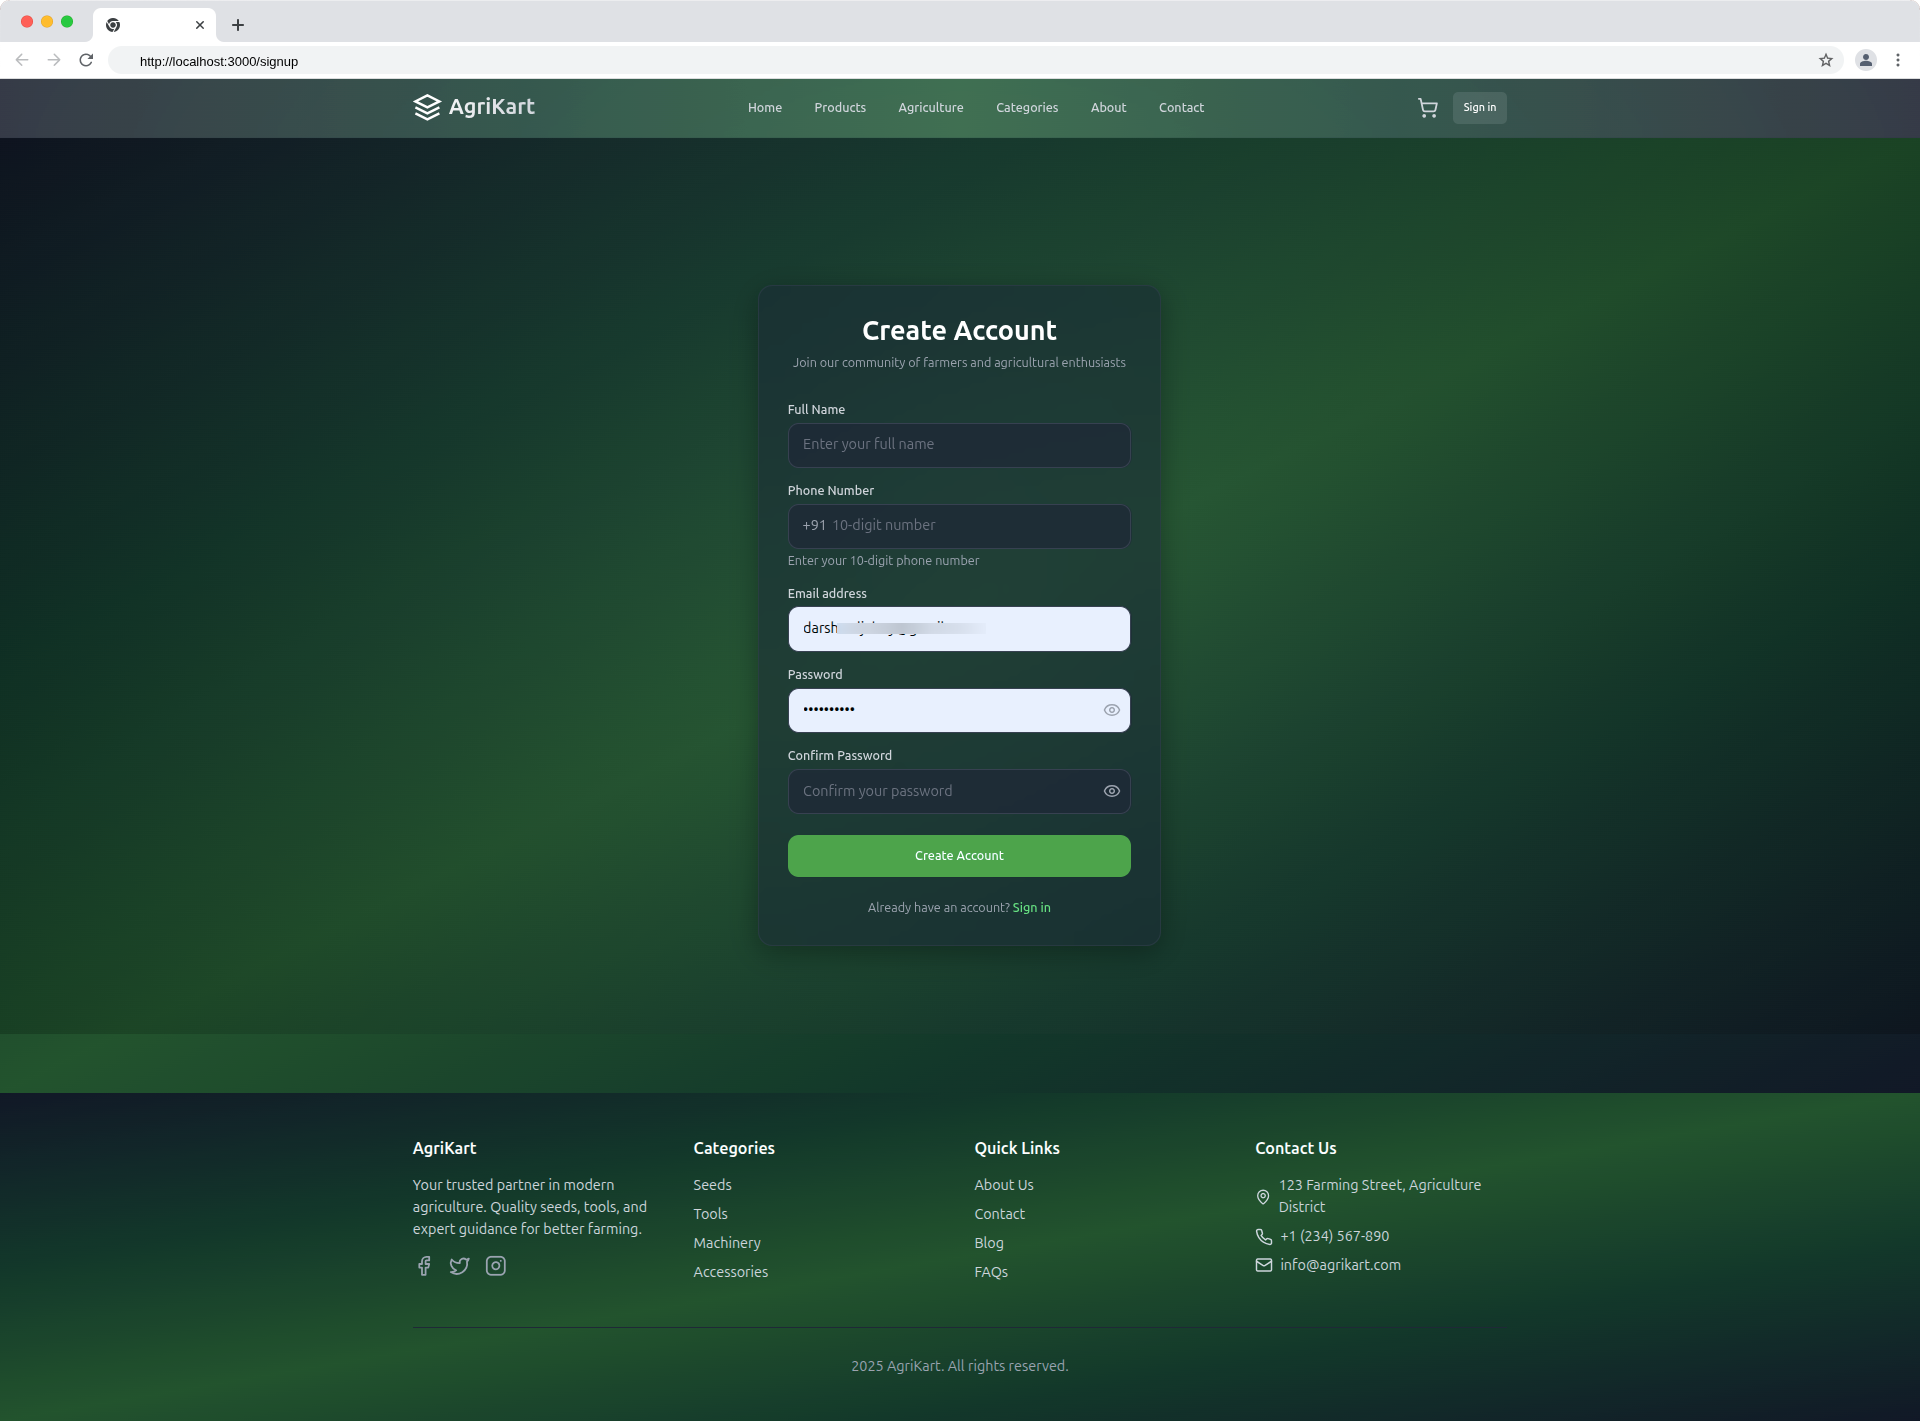 http://localhost:3000/signup
AgriKart
Home
Products
Agriculture
Categories
About
Contact
Sign in
Create Account
Join our community of farmers and agricultural enthusiasts
Full Name
Enter your full name
Phone Number
+91 10-digit number
Enter your 10-digit phone number
Email address
darsh
Password
••••••••••
Confirm Password
Confirm your password
Create Account
Already have an account? Sign in
AgriKart
Your trusted partner in modern
agriculture. Quality seeds, tools, and
expert guidance for better farming.
Categories
Seeds
Tools
Machinery
Accessories
Quick Links
About Us
Contact
Blog
FAQs
Contact Us
123 Farming Street, Agriculture
District
+1 (234) 567-890
info@agrikart.com
2025 AgriKart. All rights reserved.